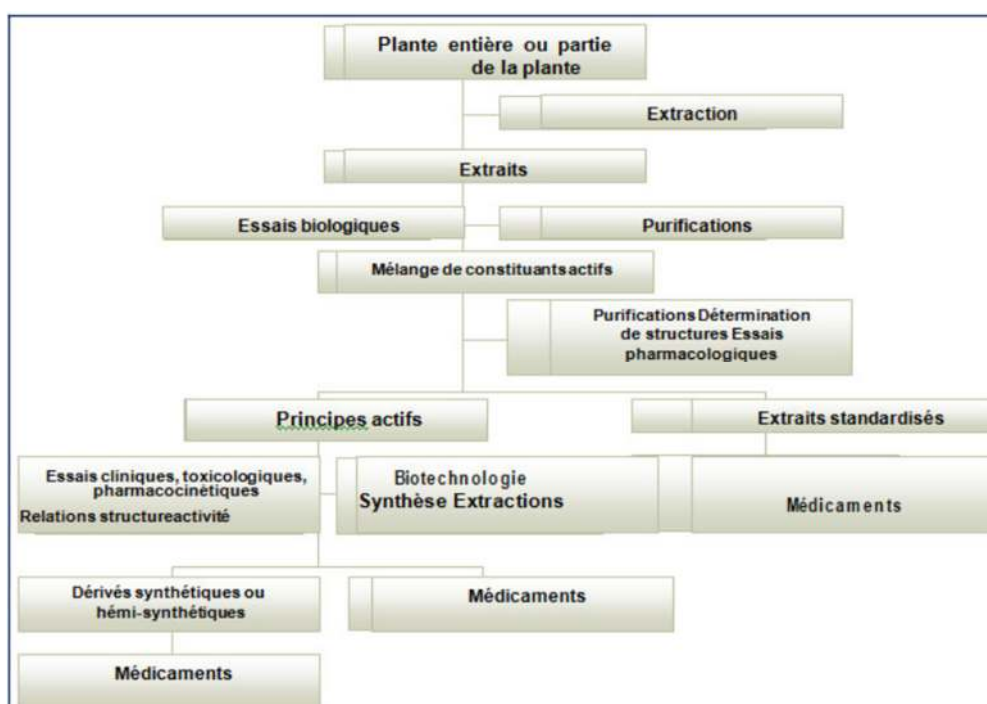 Plante entière ou partie
de la plante
Extraction
Extraits
Essais biologiques
Purifications
Mélange de constituants actifs
Purifications Détermination
de structures Essais
pharmacologiques
Principes actifs
Extraits standardisés
Essais cliniques, toxicologiques,
pharmacocinétiques
Relations structureactivité
Biotechnologie
Synthèse Extractions
Médicaments
Dérivés synthétiques ou
hémi-synthétiques
Médicaments
Médicaments